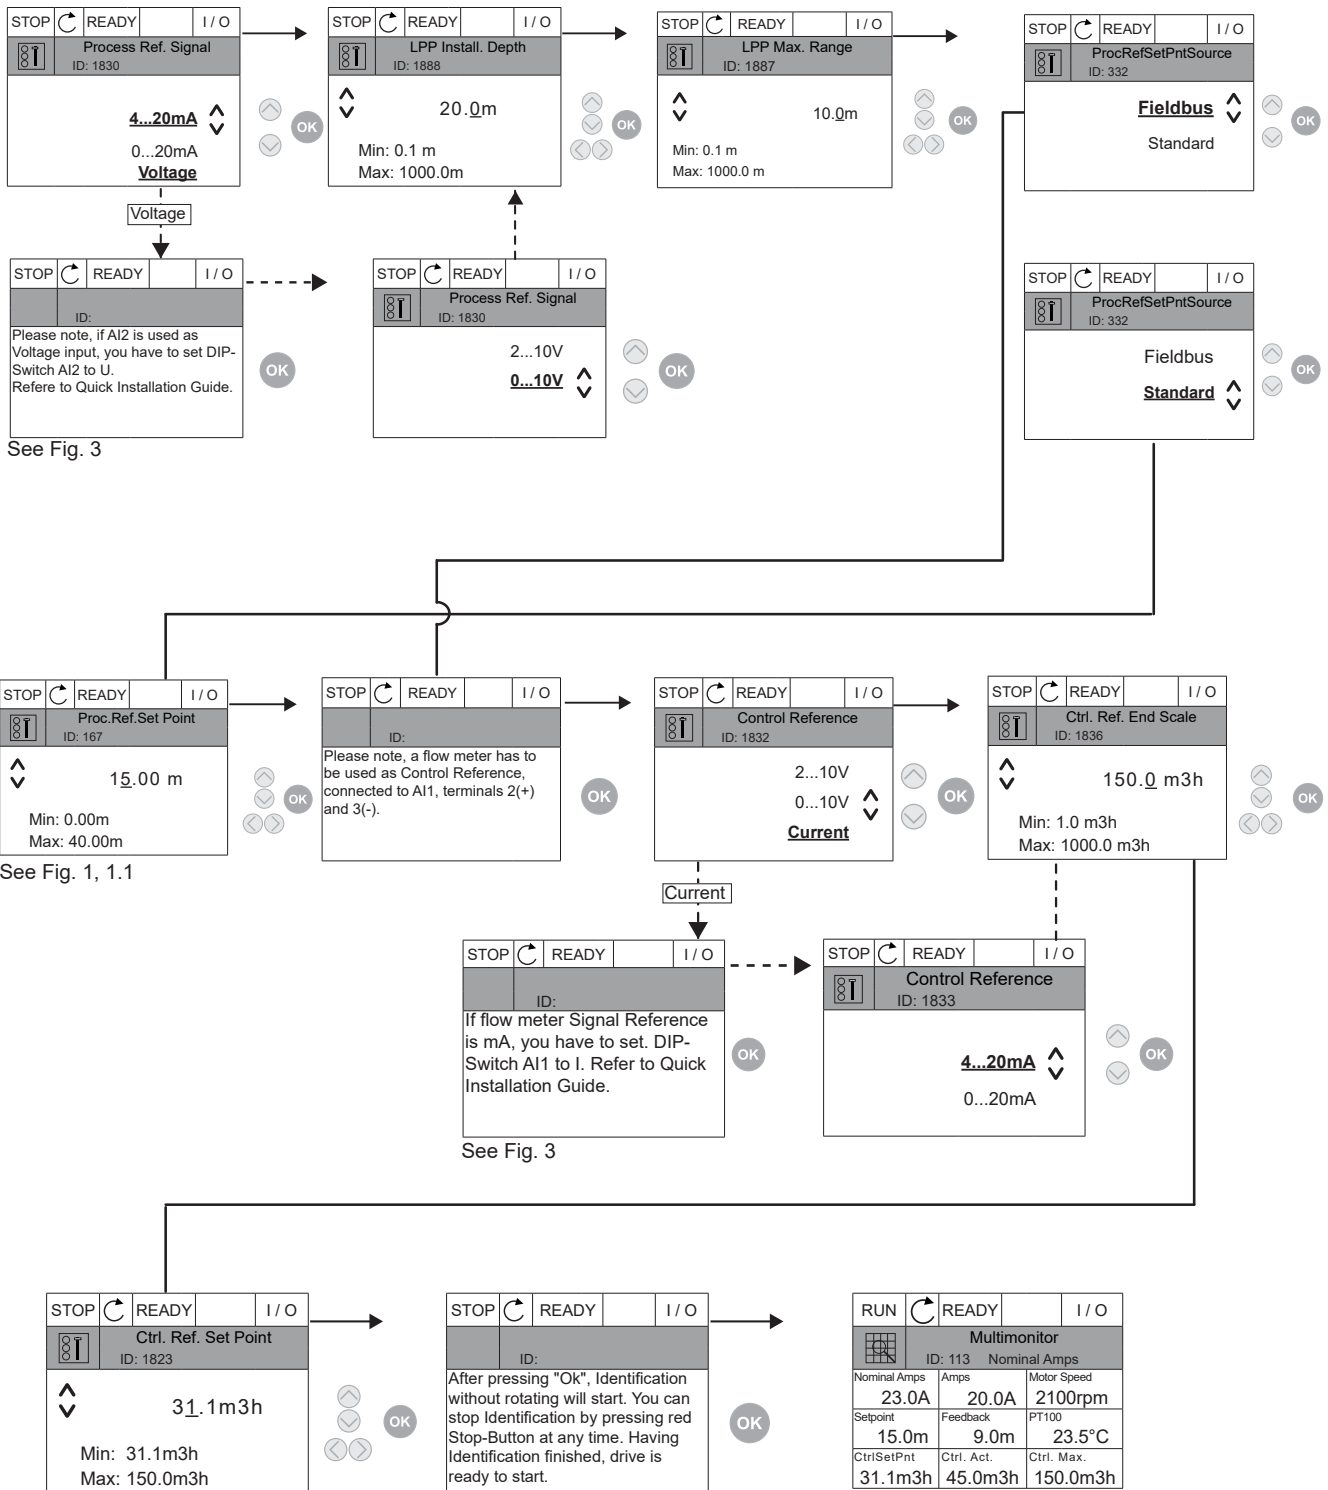 STOP READY I / O
Process Ref. Signal
ID: 1830
4...20mA
0...20mA
Voltage
OK
STOP READY I / O
LPP Install. Depth
ID: 1888
20.0m
Min: 0.1 m
Max: 1000.0m
OK
STOP READY I / O
LPP Max. Range
ID: 1887
10.0m
Min: 0.1 m
Max: 1000.0 m
OK
STOP READY I / O
ProcRefSetPntSource
ID: 332
Fieldbus
Standard
OK
Voltage
STOP READY I / O
ID:
Please note, if AI2 is used as
Voltage input, you have to set DIP-
Switch AI2 to U.
Refere to Quick Installation Guide.
OK
See Fig. 3
STOP READY I / O
Process Ref. Signal
ID: 1830
2...10V
0...10V
OK
STOP READY I / O
ProcRefSetPntSource
ID: 332
Fieldbus
Standard
OK
STOP READY I / O
Proc.Ref.Set Point
ID: 167
15.00 m
Min: 0.00m
Max: 40.00m
OK
See Fig. 1, 1.1
STOP READY I / O
ID:
Please note, a flow meter has to
be used as Control Reference,
connected to AI1, terminals 2(+)
and 3(-).
OK
STOP READY I / O
Control Reference
ID: 1832
2...10V
0...10V
Current
OK
STOP READY I / O
Ctrl. Ref. End Scale
ID: 1836
150.0 m3h
Min: 1.0 m3h
Max: 1000.0 m3h
OK
Current
STOP READY I / O
ID:
If flow meter Signal Reference
is mA, you have to set. DIP-
Switch AI1 to I. Refer to Quick
Installation Guide.
OK
See Fig. 3
STOP READY I / O
Control Reference
ID: 1833
4...20mA
0...20mA
OK
STOP READY I / O
Ctrl. Ref. Set Point
ID: 1823
31.1m3h
Min: 31.1m3h
Max: 150.0m3h
OK
STOP READY I / O
ID:
After pressing "Ok", Identification
without rotating will start. You can
stop Identification by pressing red
Stop-Button at any time. Having
Identification finished, drive is
ready to start.
OK
RUN READY I / O
Multimonitor
ID: 113 Nominal Amps
Nominal Amps Amps Motor Speed
23.0A 20.0A 2100rpm
Setpoint Feedback PT100
15.0m 9.0m 23.5°C
CtrlSetPnt Ctrl. Act. Ctrl. Max.
31.1m3h 45.0m3h 150.0m3h